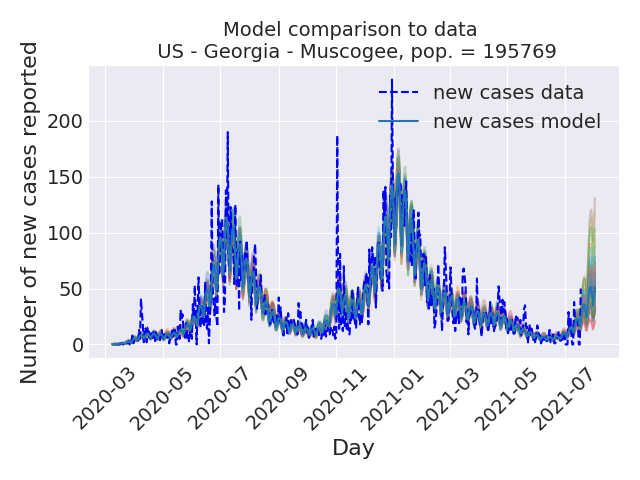 Model comparison to data
US - Georgia - Muscogee, pop. = 195769
Number of new cases reported
200
150
100
50
0
new cases data
new cases model
2020-03
2020-05
2020-07
2020-09
2020-11
2021-01
2021-03
2021-05
2021-07
Day